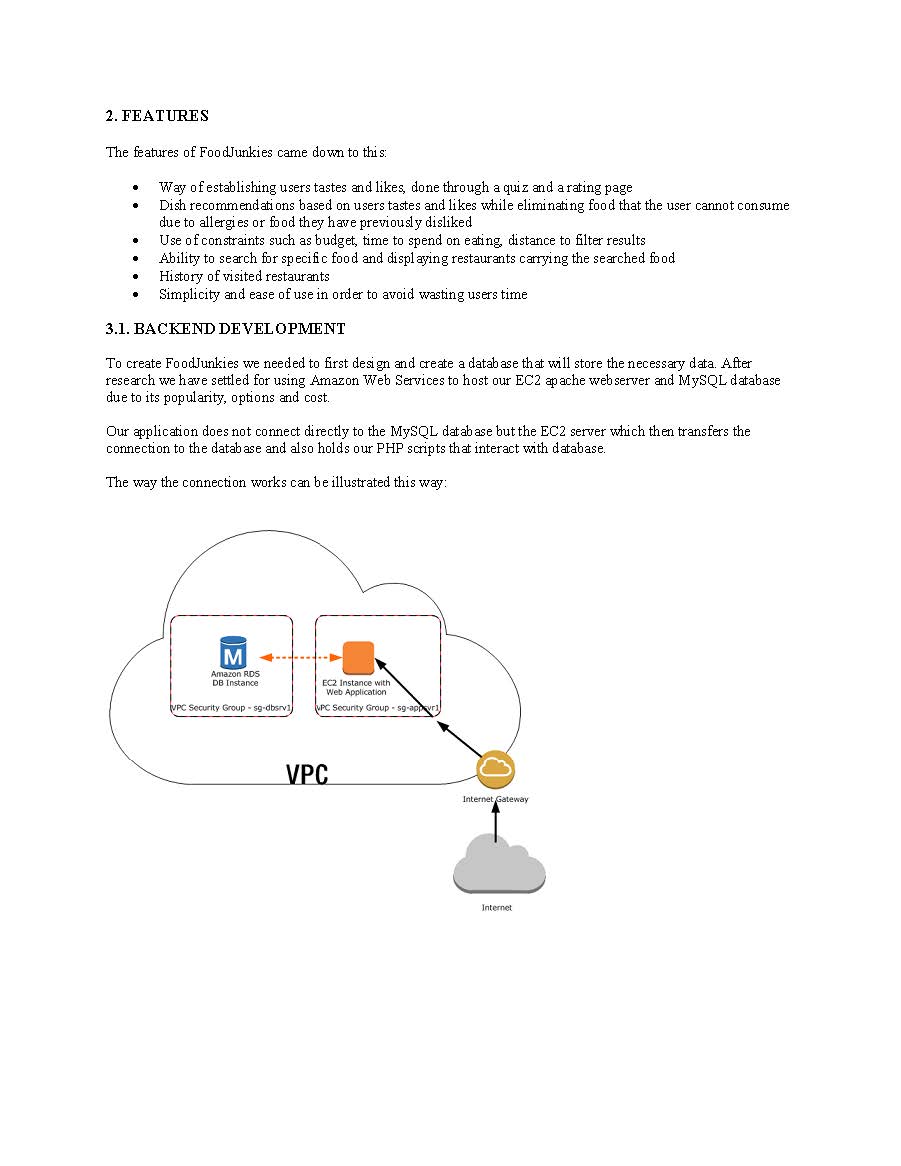 2. FEATURES
The features of FoodJunkies came down to this:
• Way of establishing users tastes and likes, done through a quiz and a rating page
• Dish recommendations based on users tastes and likes while eliminating food that the user cannot consume
due to allergies or food they have previously disliked
• Use of constraints such as budget, time to spend on eating, distance to filter results
• Ability to search for specific food and displaying restaurants carrying the searched food
• History of visited restaurants
• Simplicity and ease of use in order to avoid wasting users time
3.1. BACKEND DEVELOPMENT
To create FoodJunkies we needed to first design and create a database that will store the necessary data. After
research we have settled for using Amazon Web Services to host our EC2 apache webserver and MySQL database
due to its popularity, options and cost.
Our application does not connect directly to the MySQL database but the EC2 server which then transfers the
connection to the database and also holds our PHP scripts that interact with database.
The way the connection works can be illustrated this way:
M
Amazon RDS
DB Instance
VPC Security Group - sg-dbsrv1
EC2 Instance with
Web Application
VPC Security Group - sg-appsvr1
VPC
Internet Gateway
Internet